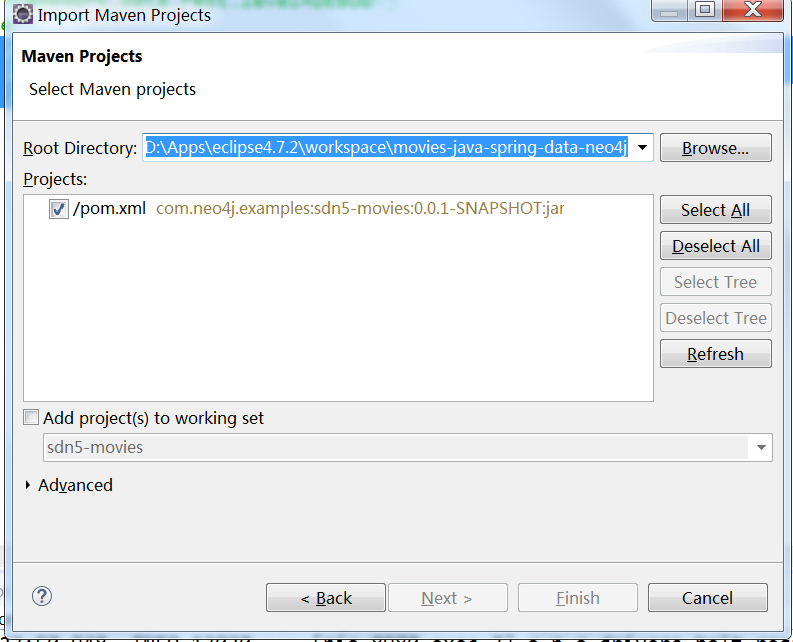 Import Maven Projects
Maven Projects
Select Maven projects
Root Directory: D:\Apps\eclipse4.7.2\workspace\movies-java-spring-data-neo4j Browse...
Projects:
/pom.xml com.neo4j.examples:sdn5-movies:0.0.1-SNAPSHOT:jar
Select All
Deselect All
Select Tree
Deselect Tree
Refresh
Add project(s) to working set
sdn5-movies
Advanced
? < Back Next > Finish Cancel